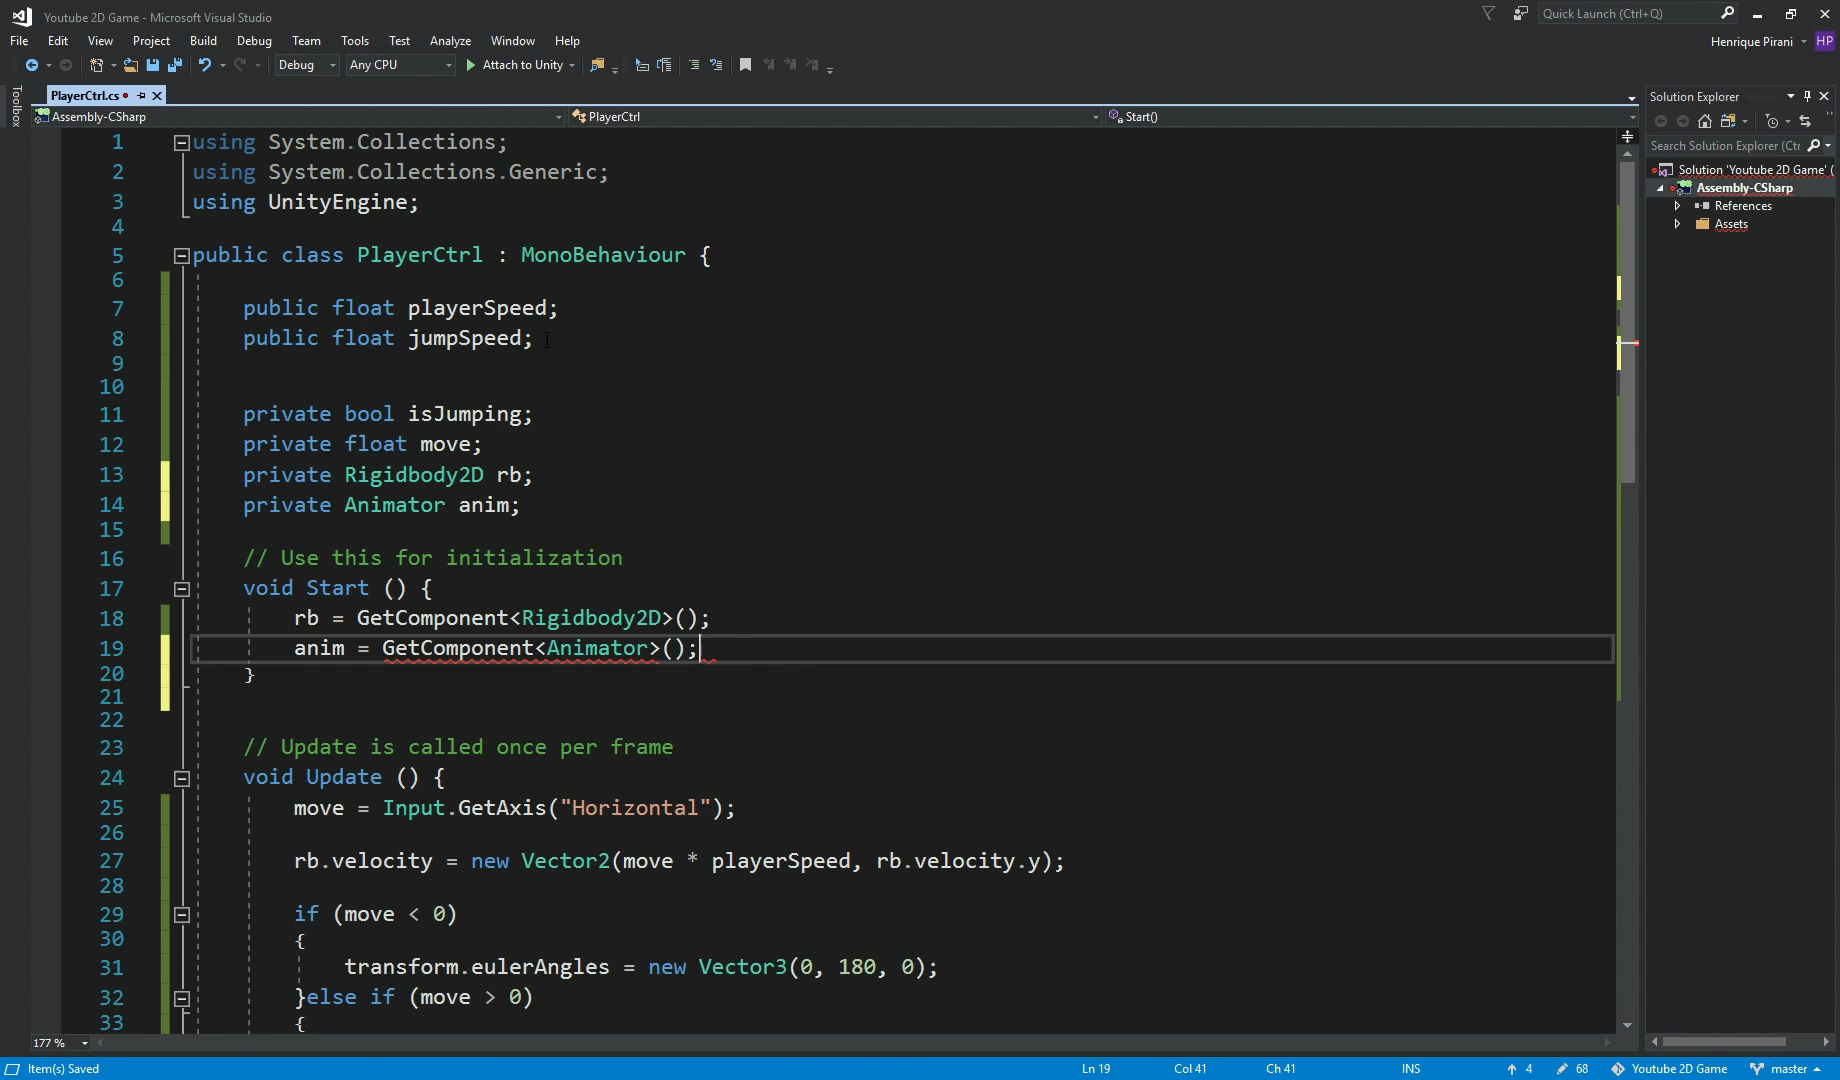 Youtube 2D Game - Microsoft Visual Studio
Quick Launch (Ctrl+Q)
File Edit View Project Build Debug Team Tools Test Analyze Window Help
Henrique Pirani HP
Debug Any CPU Attach to Unity
Toolbox
PlayerCtrl.cs
Solution Explorer
Assembly-CSharp PlayerCtrl Start()
Search Solution Explorer (Ctr
Solution 'Youtube 2D Game' (
Assembly-CSharp
References
Assets
1 using System.Collections;
2 using System.Collections.Generic;
3 using UnityEngine;
4
5 public class PlayerCtrl : MonoBehaviour {
6
7 public float playerSpeed;
8 public float jumpSpeed;
9
10
11 private bool isJumping;
12 private float move;
13 private Rigidbody2D rb;
14 private Animator anim;
15
16 // Use this for initialization
17 void Start () {
18 rb = GetComponent<Rigidbody2D>();
19 anim = GetComponent<Animator>();
20 }
21
22
23 // Update is called once per frame
24 void Update () {
25 move = Input.GetAxis("Horizontal");
26
27 rb.velocity = new Vector2(move * playerSpeed, rb.velocity.y);
28
29 if (move < 0)
30 {
31 transform.eulerAngles = new Vector3(0, 180, 0);
32 }else if (move > 0)
33 {
177 %
Item(s) Saved Ln 19 Col 41 Ch 41 INS 4 68 Youtube 2D Game master